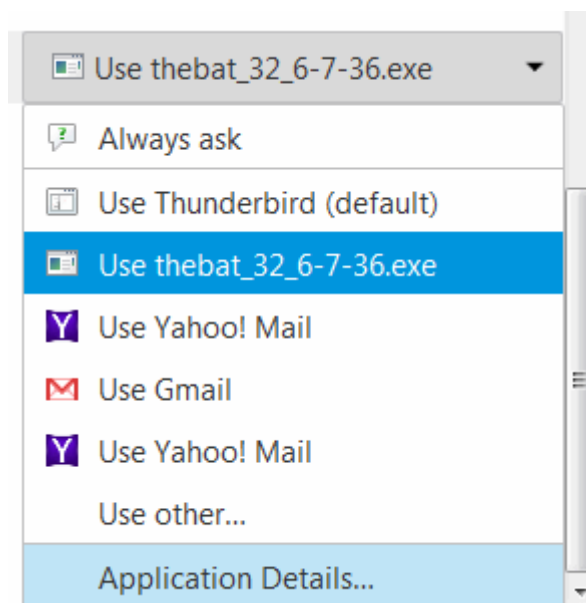 Use thebat_32_6-7-36.exe
Always ask
Use Thunderbird (default)
Use thebat_32_6-7-36.exe
Use Yahoo! Mail
Use Gmail
Use Yahoo! Mail
Use other...
Application Details...